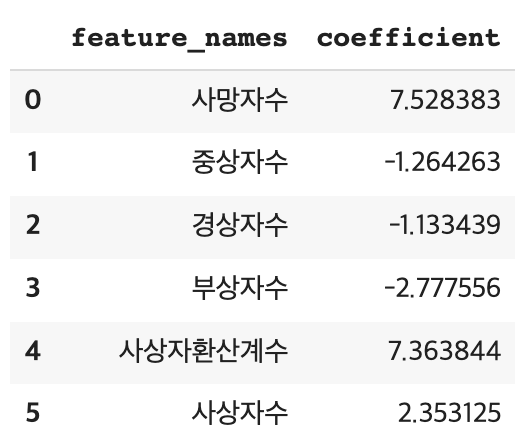 feature_names coefficient
0 사망자수 7.528383
1 중상자수 -1.264263
2 경상자수 -1.133439
3 부상자수 -2.777556
4 사상자환산계수 7.363844
5 사상자수 2.353125